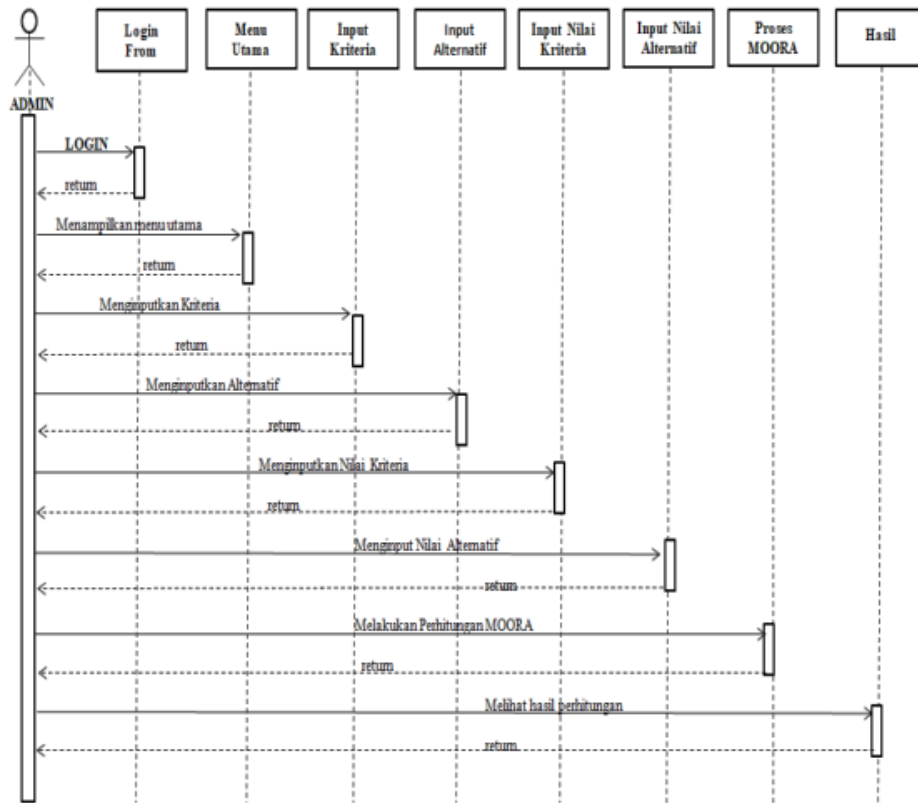 Login
From
Menu
Utama
Input
Kriteria
Input
Alternatif
Input Nilai
Kriteria
Input Nilai
Alternatif
Proses
MOORA
Hasil
ADMIN
LOGIN
return
Menampilkan menu utama
return
Menginputkan Kriteria
return
Menginputkan Alternatif
return
Menginputkan Nilai Kriteria
return
Menginput Nilai Alternatif
return
Melakukan Perhitungan MOORA
return
Melihat hasil perhitungan
return